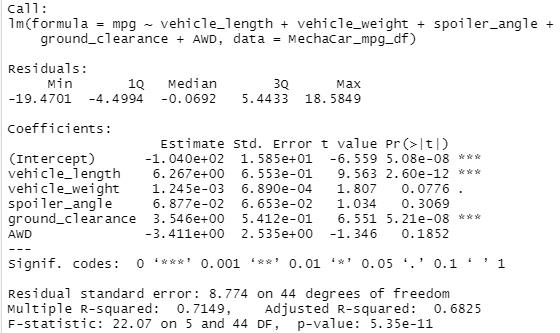 Call:
lm(formula = mpg ~ vehicle_length + vehicle_weight + spoiler_angle +
    ground_clearance + AWD, data = MechaCar_mpg_df)

Residuals:
     Min       1Q   Median       3Q      Max
-19.4701  -4.4994  -0.0692   5.4433  18.5849

Coefficients:
                   Estimate Std. Error t value Pr(>|t|)
(Intercept)      -1.040e+02  1.585e+01  -6.559 5.08e-08 ***
vehicle_length    6.267e+00  6.553e-01   9.563 2.60e-12 ***
vehicle_weight    1.245e-03  6.890e-04   1.807   0.0776 .
spoiler_angle     6.877e-02  6.653e-02   1.034   0.3069
ground_clearance  3.546e+00  5.412e-01   6.551 5.21e-08 ***
AWD              -3.411e+00  2.535e+00  -1.346   0.1852
---
Signif. codes:  0 ‘***’ 0.001 ‘**’ 0.01 ‘*’ 0.05 ‘.’ 0.1 ‘ ’ 1

Residual standard error: 8.774 on 44 degrees of freedom
Multiple R-squared:  0.7149,    Adjusted R-squared:  0.6825
F-statistic: 22.07 on 5 and 44 DF,  p-value: 5.35e-11